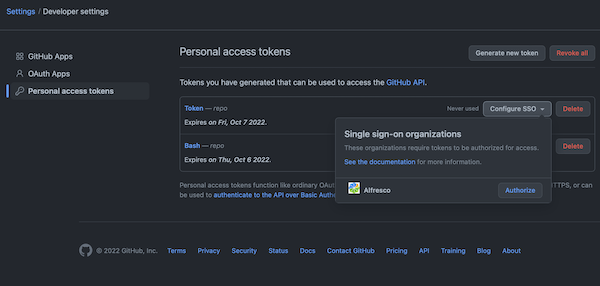 Settings / Developer settings
GitHub Apps
OAuth Apps
Personal access tokens
Personal access tokens
Generate new token
Revoke all
Tokens you have generated that can be used to access the GitHub API.
Token — repo
Never used
Configure SSO
Delete
Expires on Fri, Oct 7 2022.
Single sign-on organizations
These organizations require tokens to be authorized for access.
See the documentation for more information.
Alfresco
Authorize
Bash — repo
Delete
Expires on Thu, Oct 6 2022.
Personal access tokens function like ordinary OAu
TTPS, or can
be used to authenticate to the API over Basic Authe
© 2022 GitHub, Inc.
Terms
Privacy
Security
Status
Docs
Contact GitHub
Pricing
API
Training
Blog
About